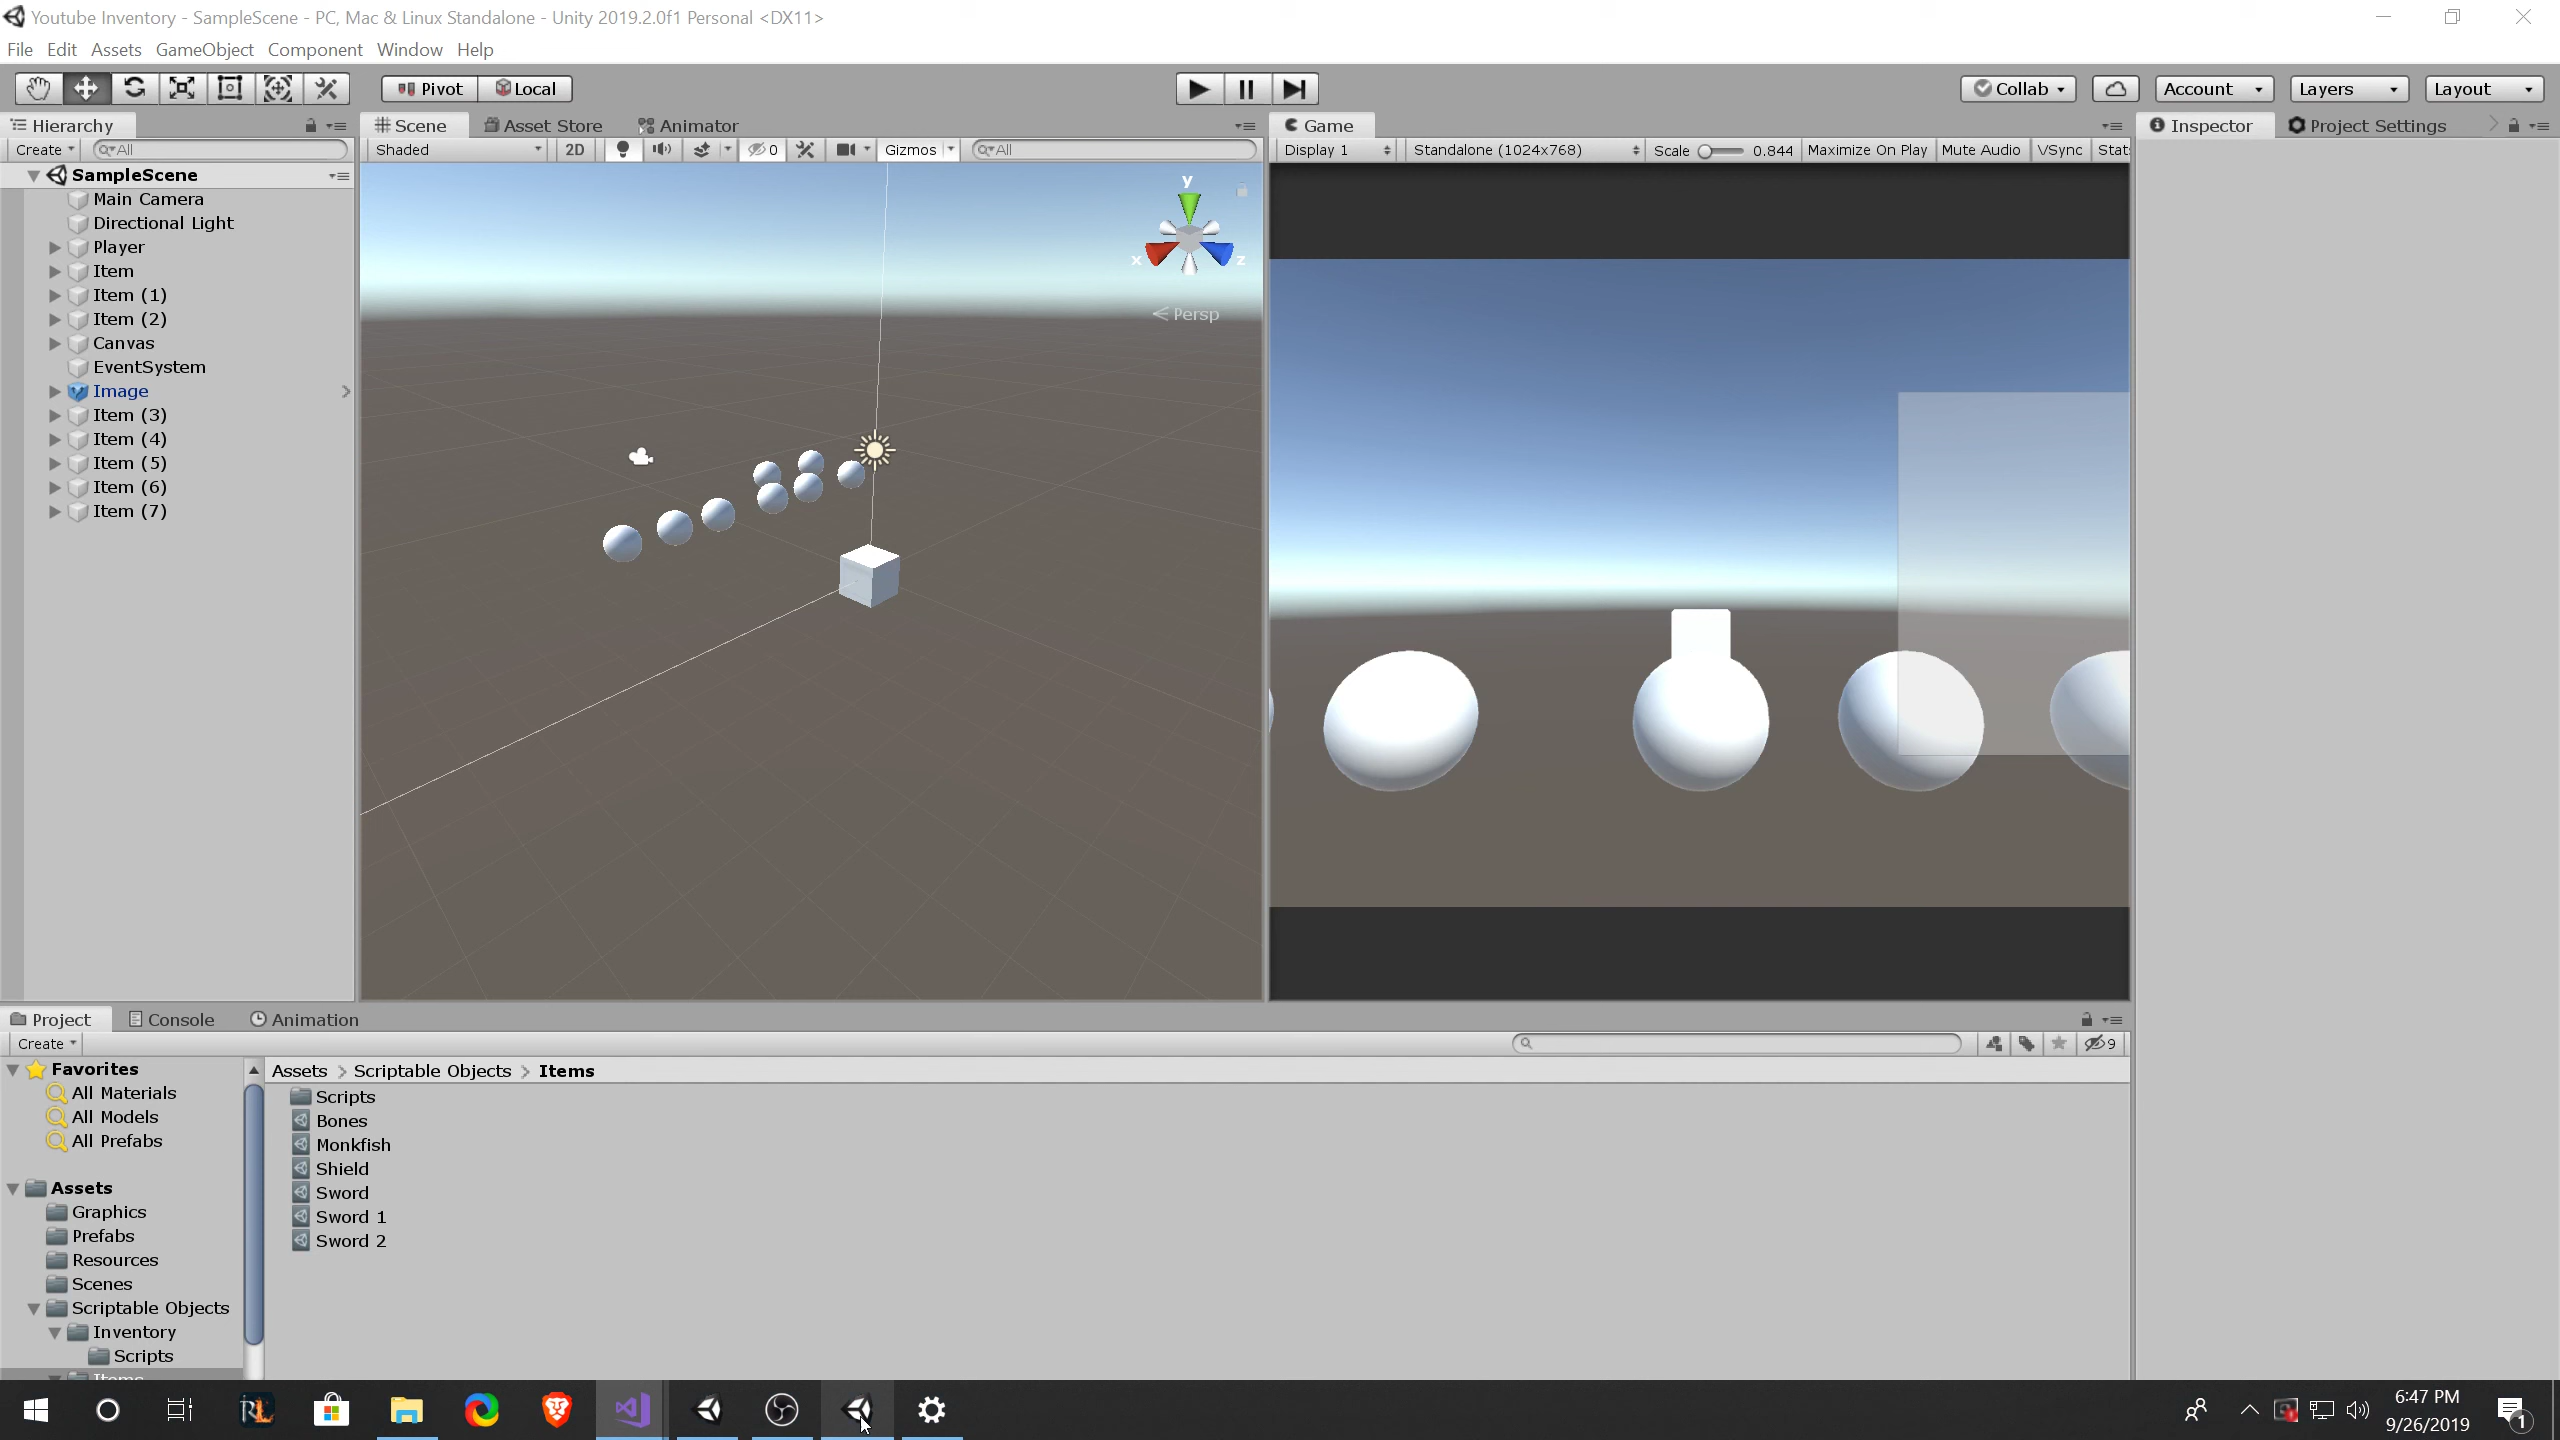 Youtube Inventory - SampleScene - PC, Mac & Linux Standalone - Unity 2019.2.0f1 Personal <DX11>
File Edit Assets GameObject Component Window Help
Pivot Local Collab Account Layers Layout
Hierarchy
Create All
SampleScene
Main Camera
Directional Light
Player
Item
Item (1)
Item (2)
Canvas
EventSystem
Image
Item (3)
Item (4)
Item (5)
Item (6)
Item (7)
Scene Asset Store Animator
Shaded 2D 0 Gizmos All
y
x z
Persp
Game
Display 1 Standalone (1024x768) Scale 0.844 Maximize On Play Mute Audio VSync Stats
Inspector Project Settings
Project Console Animation
Create 9
Favorites
All Materials
All Models
All Prefabs
Assets
Graphics
Prefabs
Resources
Scenes
Scriptable Objects
Inventory
Scripts
Items
Assets > Scriptable Objects > Items
Scripts
Bones
Monkfish
Shield
Sword
Sword 1
Sword 2
6:47 PM
9/26/2019
1